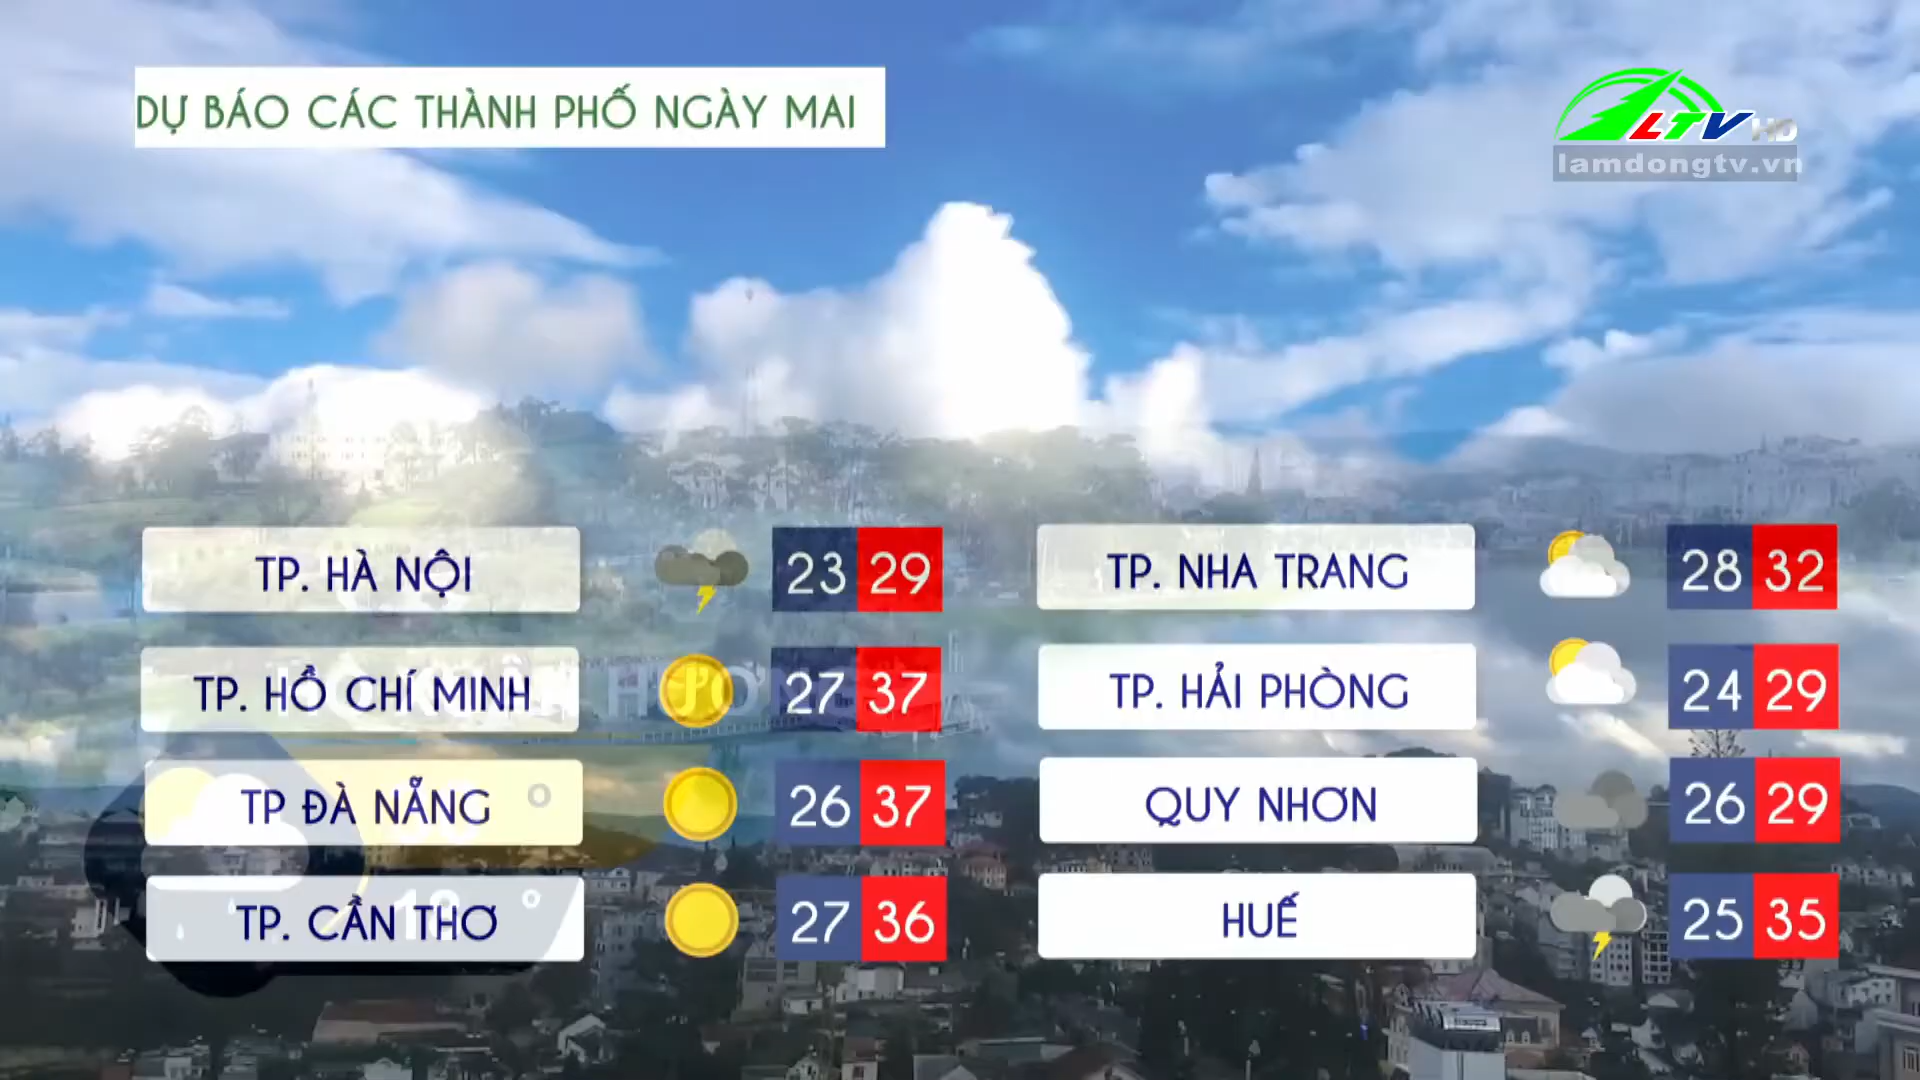 DỰ BÁO CÁC THÀNH PHỐ NGÀY MAI
LTV HD
lamdongtv.vn
TP. HÀ NỘI 23 29
TP. NHA TRANG 28 32
TP. HỒ CHÍ MINH 27 37
TP. HẢI PHÒNG 24 29
TP ĐÀ NẴNG 26 37
QUY NHƠN 26 29
TP. CẦN THƠ 27 36
HUẾ 25 35